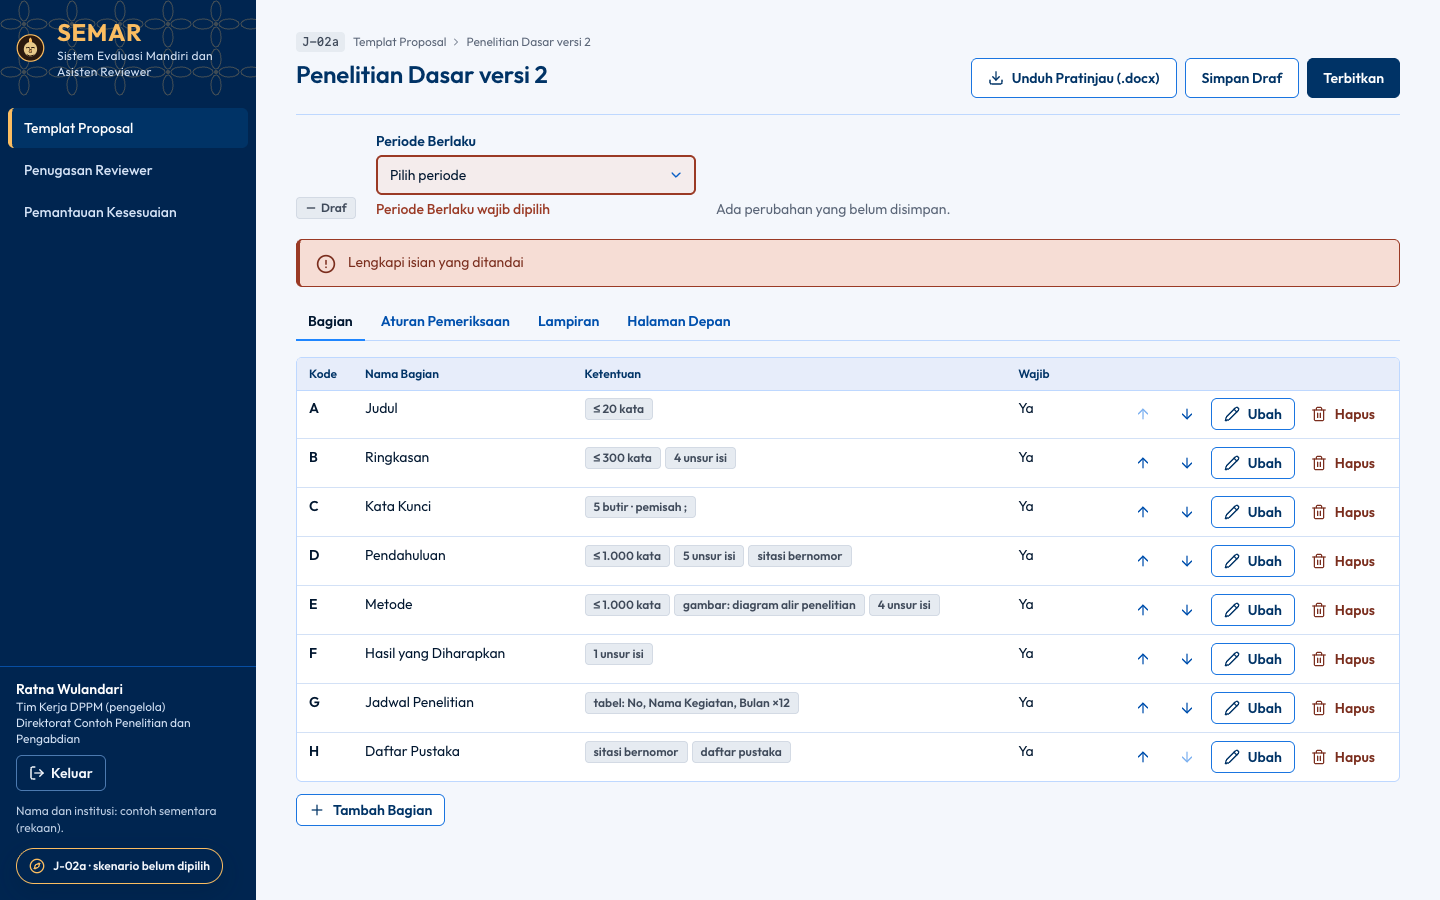 SEMAR
Sistem Evaluasi Mandiri dan
Asisten Reviewer
Templat Proposal
Penugasan Reviewer
Pemantauan Kesesuaian
Ratna Wulandari
Tim Kerja DPPM (pengelola)
Direktorat Contoh Penelitian dan
Pengabdian
Keluar
Nama dan institusi: contoh sementara
(rekaan).
J-02a · skenario belum dipilih
J-02a Templat Proposal > Penelitian Dasar versi 2
Penelitian Dasar versi 2
Unduh Pratinjau (.docx) Simpan Draf Terbitkan
Periode Berlaku
Pilih periode
— Draf Periode Berlaku wajib dipilih Ada perubahan yang belum disimpan.
Lengkapi isian yang ditandai
Bagian Aturan Pemeriksaan Lampiran Halaman Depan
Kode Nama Bagian Ketentuan Wajib
A Judul ≤ 20 kata Ya ↑ ↓ Ubah Hapus
B Ringkasan ≤ 300 kata 4 unsur isi Ya ↑ ↓ Ubah Hapus
C Kata Kunci 5 butir · pemisah ; Ya ↑ ↓ Ubah Hapus
D Pendahuluan ≤ 1.000 kata 5 unsur isi sitasi bernomor Ya ↑ ↓ Ubah Hapus
E Metode ≤ 1.000 kata gambar: diagram alir penelitian 4 unsur isi Ya ↑ ↓ Ubah Hapus
F Hasil yang Diharapkan 1 unsur isi Ya ↑ ↓ Ubah Hapus
G Jadwal Penelitian tabel: No, Nama Kegiatan, Bulan ×12 Ya ↑ ↓ Ubah Hapus
H Daftar Pustaka sitasi bernomor daftar pustaka Ya ↑ ↓ Ubah Hapus
+ Tambah Bagian